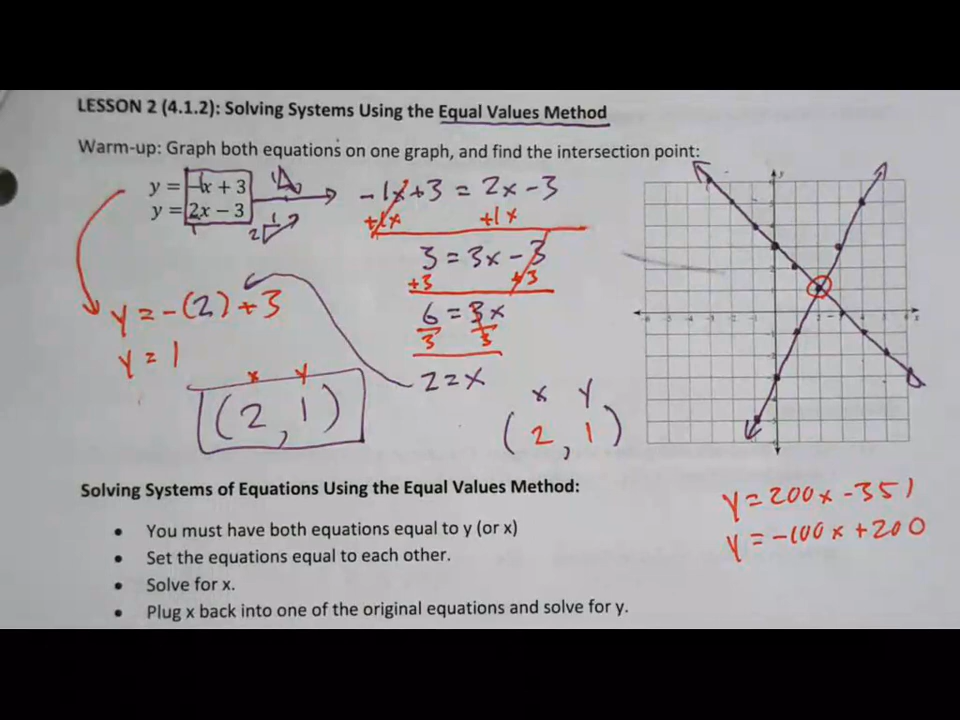 LESSON 2 (4.1.2): Solving Systems Using the Equal Values Method
Warm-up: Graph both equations on one graph, and find the intersection point:
y = -1x + 3
y = 2x − 3
-1x + 3 = 2x - 3
+1x +1x
3 = 3x - 3
+3 +3
6 = 3x
3 3
2 = x
y = -(2) + 3
y = 1
x y
(2, 1)
x y
(2, 1)
y = 200x - 351
y = -100x + 200
Solving Systems of Equations Using the Equal Values Method:
• You must have both equations equal to y (or x)
• Set the equations equal to each other.
• Solve for x.
• Plug x back into one of the original equations and solve for y.